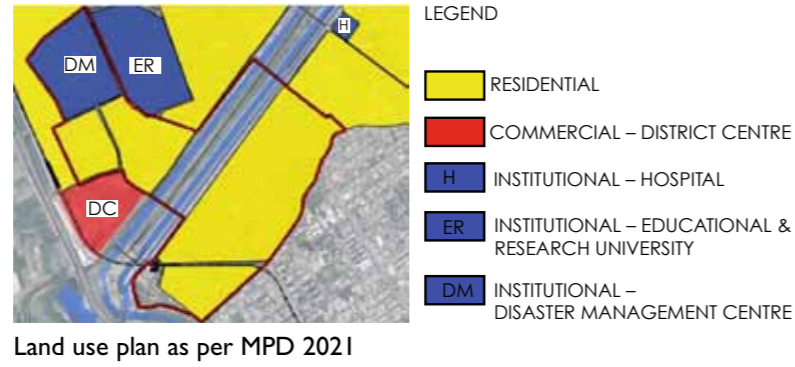 H
DM
ER
DC
LEGEND
RESIDENTIAL
COMMERCIAL – DISTRICT CENTRE
H INSTITUTIONAL – HOSPITAL
ER INSTITUTIONAL – EDUCATIONAL &
RESEARCH UNIVERSITY
DM INSTITUTIONAL –
DISASTER MANAGEMENT CENTRE
Land use plan as per MPD 2021